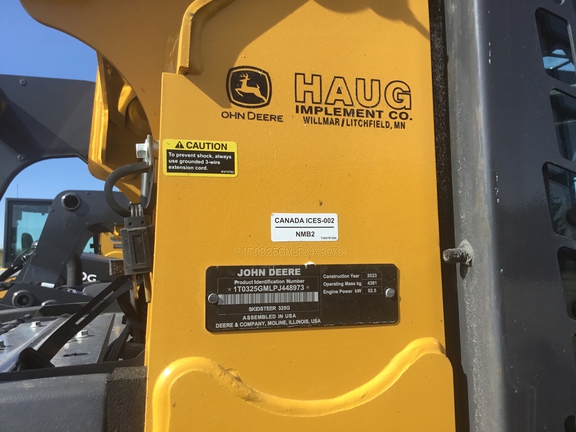 OHN DEERE
HAUG
IMPLEMENT CO.
WILLMAR/LITCHFIELD, MN
CAUTION
To prevent shock, always
use grounded 3-wire
extension cord.
CANADA ICES-002
NMB2
JOHN DEERE
Product Identification Number
*1T0325GMLPJ448973*
SKIDSTEER 325G
ASSEMBLED IN USA
DEERE & COMPANY, MOLINE, ILLINOIS, USA
Construction Year 2023
Operating Mass kg 4381
Engine Power kW 52.5